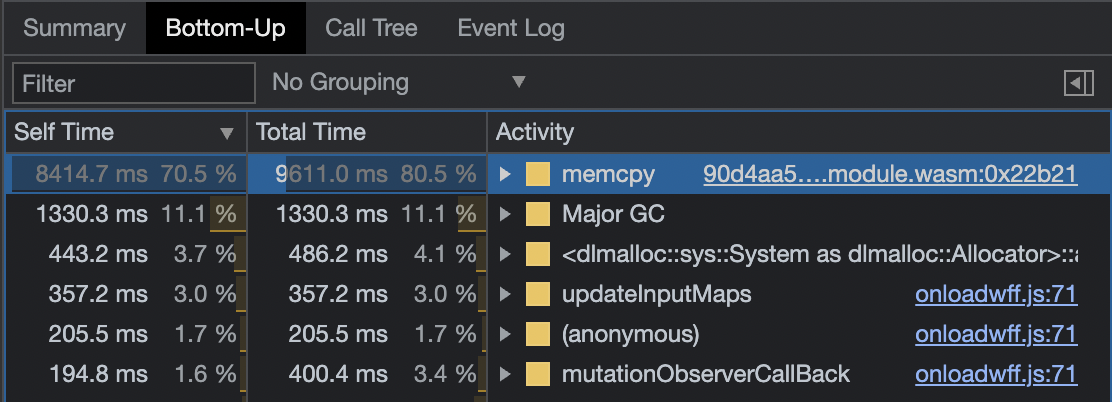 Summary Bottom-Up Call Tree Event Log
Filter No Grouping ▼
Self Time ▼ Total Time Activity
8414.7 ms 70.5 % 9611.0 ms 80.5 % ▶ memcpy 90d4aa5….module.wasm:0x22b21
1330.3 ms 11.1 % 1330.3 ms 11.1 % ▶ Major GC
443.2 ms 3.7 % 486.2 ms 4.1 % ▶ <dlmalloc::sys::System as dlmalloc::Allocator>::a
357.2 ms 3.0 % 357.2 ms 3.0 % ▶ updateInputMaps onloadwff.js:71
205.5 ms 1.7 % 205.5 ms 1.7 % ▶ (anonymous) onloadwff.js:71
194.8 ms 1.6 % 400.4 ms 3.4 % ▶ mutationObserverCallBack onloadwff.js:71